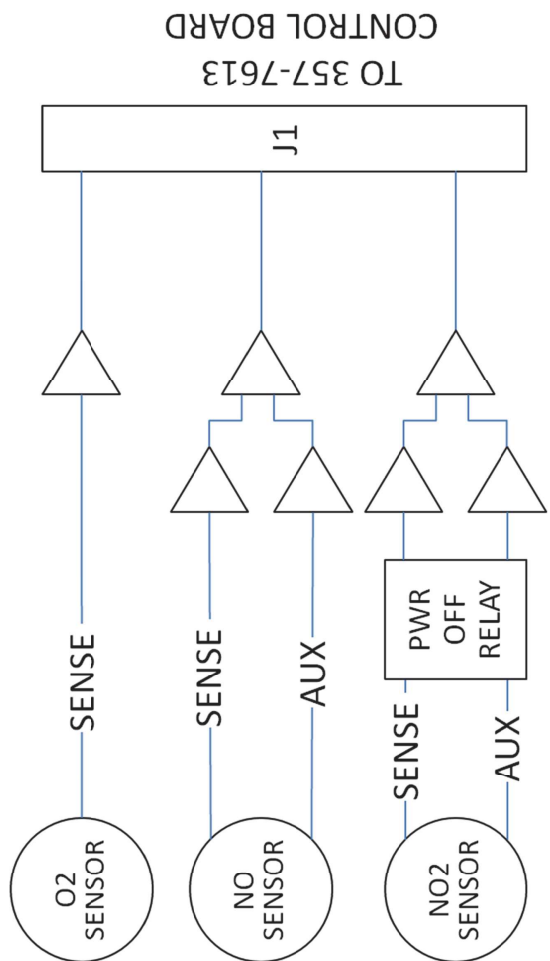 TO 357-7613
CONTROL BOARD
J1
SENSE
SENSE
AUX
SENSE
AUX
PWR
OFF
RELAY
O2
SENSOR
NO
SENSOR
NO2
SENSOR